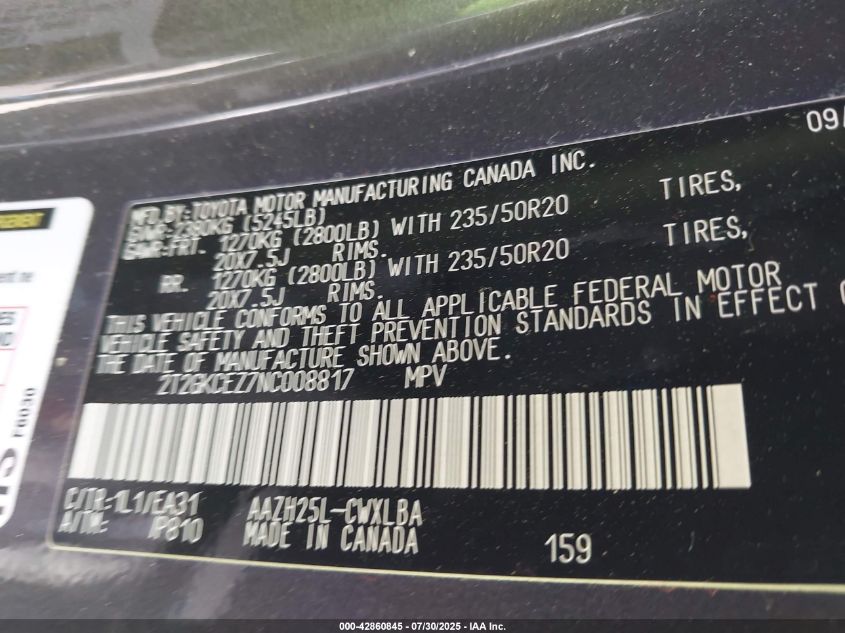 09/
MFD.BY:TOYOTA MOTOR MANUFACTURING CANADA INC.
GVWR:2380KG (5245LB)
GAWR:FRT. 1270KG (2800LB) WITH 235/50R20 TIRES,
20X7.5J RIMS.
RR. 1270KG (2800LB) WITH 235/50R20 TIRES,
20X7.5J RIMS.
THIS VEHICLE CONFORMS TO ALL APPLICABLE FEDERAL MOTOR
VEHICLE SAFETY AND THEFT PREVENTION STANDARDS IN EFFECT
THE DATE OF MANUFACTURE SHOWN ABOVE.
2T2GKCEZ7NC008817 MPV
C/TR:1L1/EA31 AAZH25L-CWXLBA
A/TM: P810 MADE IN CANADA
159
F6030
000-42860845 - 07/30/2025 - IAA Inc.